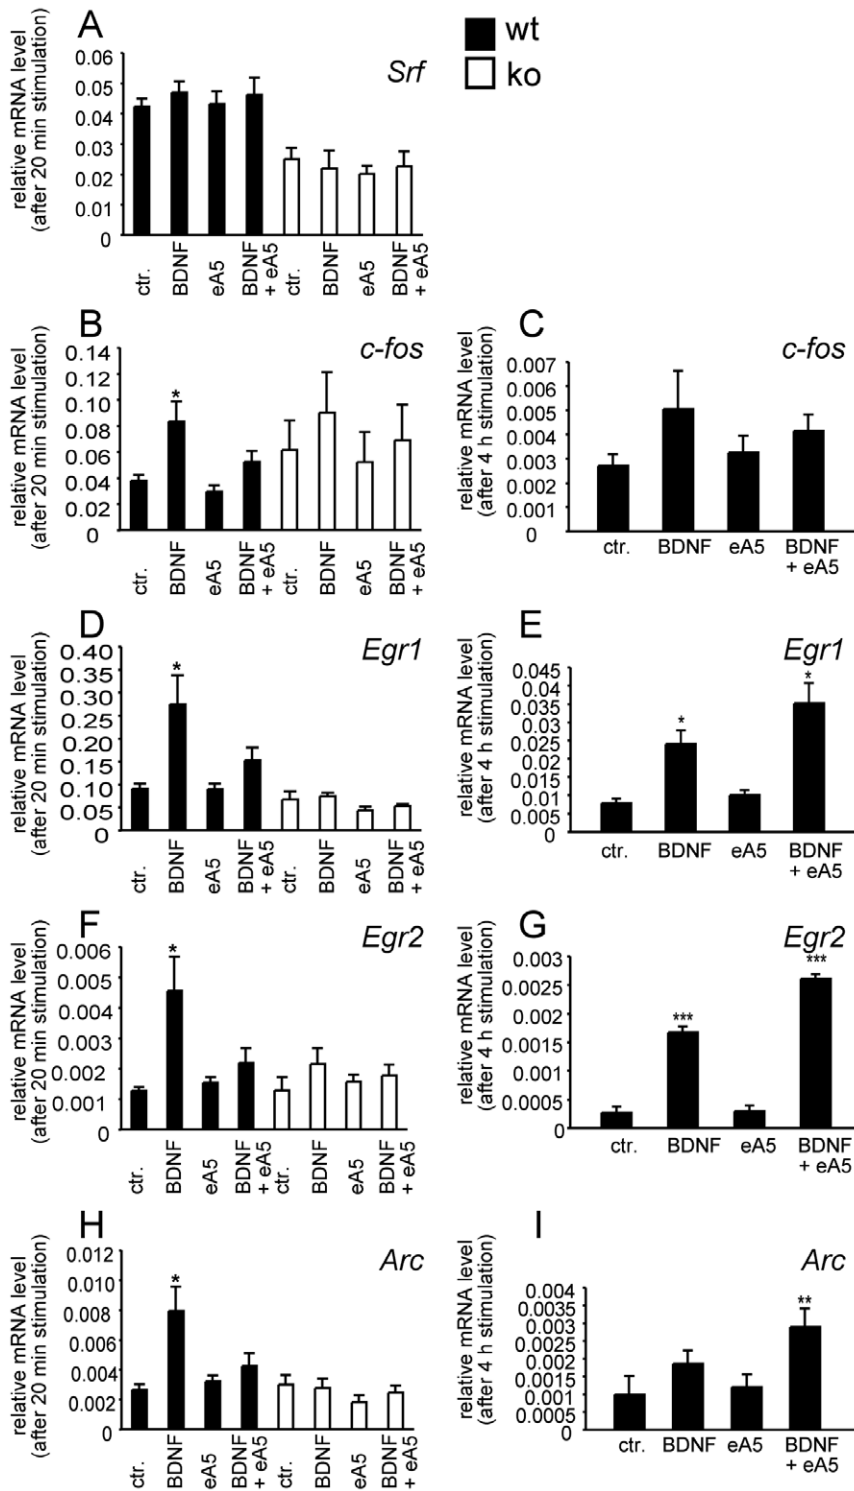 wt
ko
A
Srf
relative mRNA level
(after 20 min stimulation)
0.06
0.05
0.04
0.03
0.02
0.01
0
ctr.
BDNF
eA5
BDNF
+ eA5
ctr.
BDNF
eA5
BDNF
+ eA5
B
c-fos
relative mRNA level
(after 20 min stimulation)
0.14
0.12
0.10
0.08
0.06
0.04
0.02
0
*
ctr.
BDNF
eA5
BDNF
+ eA5
ctr.
BDNF
eA5
BDNF
+ eA5
C
c-fos
relative mRNA level
(after 4 h stimulation)
0.007
0.006
0.005
0.004
0.003
0.002
0.001
0
ctr.
BDNF
eA5
BDNF
+ eA5
D
Egr1
relative mRNA level
(after 20 min stimulation)
0.40
0.35
0.30
0.25
0.20
0.15
0.10
0.05
0
*
ctr.
BDNF
eA5
BDNF
+ eA5
ctr.
BDNF
eA5
BDNF
+ eA5
E
Egr1
relative mRNA level
(after 4 h stimulation)
0.045
0.04
0.035
0.03
0.025
0.02
0.015
0.01
0.005
0
*
*
ctr.
BDNF
eA5
BDNF
+ eA5
F
Egr2
relative mRNA level
(after 20 min stimulation)
0.006
0.005
0.004
0.003
0.002
0.001
0
*
ctr.
BDNF
eA5
BDNF
+ eA5
ctr.
BDNF
eA5
BDNF
+ eA5
G
Egr2
relative mRNA level
(after 4 h stimulation)
0.003
0.0025
0.002
0.0015
0.001
0.0005
0
***
***
ctr.
BDNF
eA5
BDNF
+ eA5
H
Arc
relative mRNA level
(after 20 min stimulation)
0.012
0.010
0.008
0.006
0.004
0.002
0
*
ctr.
BDNF
eA5
BDNF
+ eA5
ctr.
BDNF
eA5
BDNF
+ eA5
I
Arc
relative mRNA level
(after 4 h stimulation)
0.004
0.0035
0.003
0.0025
0.002
0.0015
0.001
0.0005
0
**
ctr.
BDNF
eA5
BDNF
+ eA5